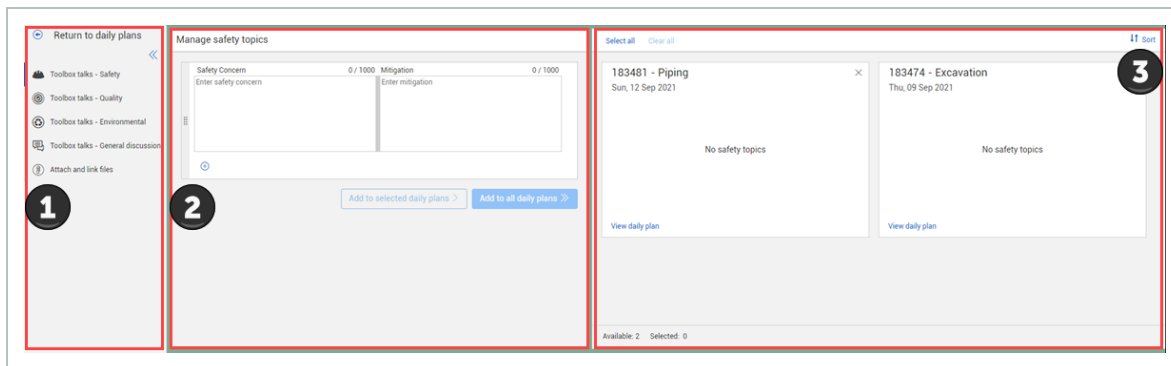 Return to daily plans
Toolbox talks - Safety
Toolbox talks - Quality
Toolbox talks - Environmental
Toolbox talks - General discussion
Attach and link files
1
Manage safety topics
Safety Concern 0 / 1000 Mitigation 0 / 1000
Enter safety concern Enter mitigation
Add to selected daily plans Add to all daily plans
2
Select all Clear all Sort
3
183481 - Piping
Sun, 12 Sep 2021
No safety topics
View daily plan
183474 - Excavation
Thu, 09 Sep 2021
No safety topics
View daily plan
Available: 2 Selected: 0